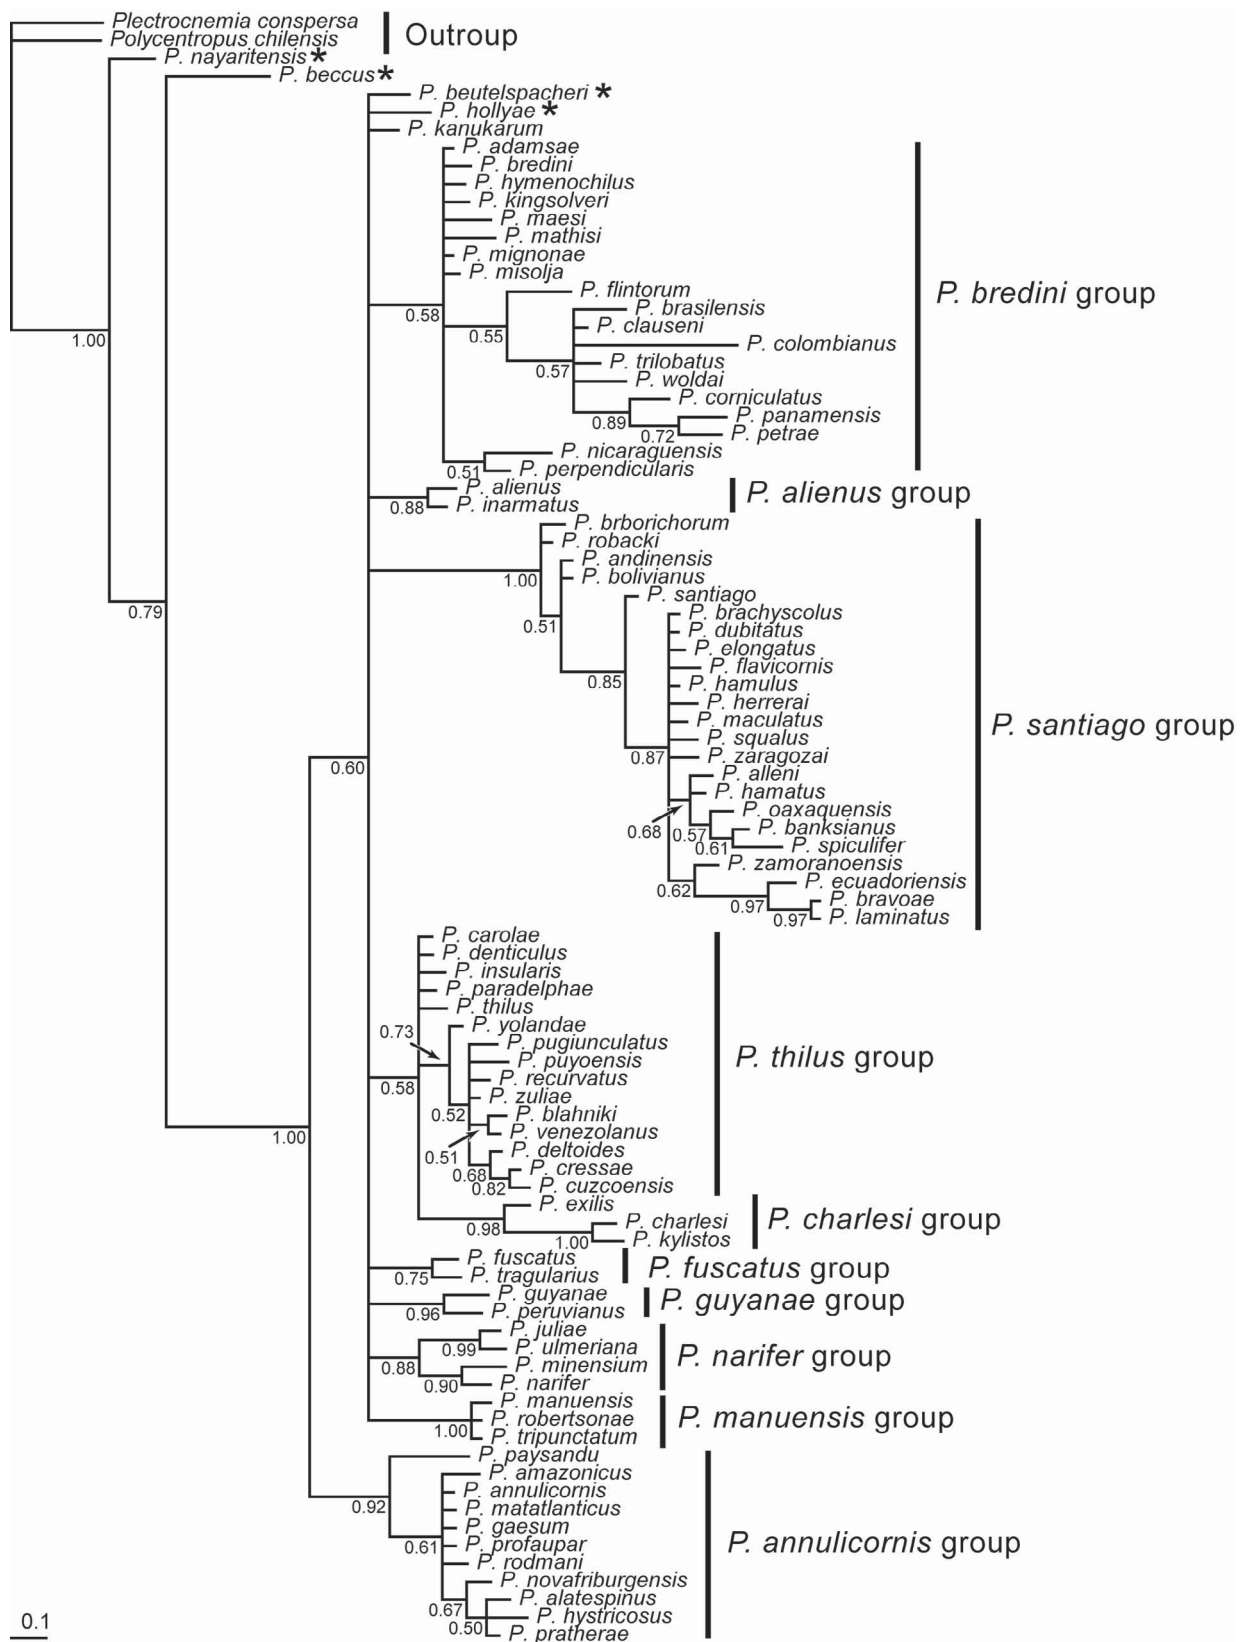 Plectrocnemia conspersa
Polycentropus chilensis
Outroup
P. nayaritensis*
P. beccus*
P. beutelspacheri *
P. hollyae *
P. kanukarum
P. adamsae
P. bredini
P. hymenochilus
P. kingsolveri
P. maesi
P. mathisi
P. mignonae
P. misolja
P. flintorum
P. bredini group
P. brasilensis
0.58
P. clauseni
0.55
1.00
P. colombianus
P. trilobatus
0.57
P. woldai
P. corniculatus
P. panamensis
0.89
0.72
P. petrae
P. nicaraguensis
0.51
P. perpendicularis
P. alienus
P. alienus group
0.88
P. inarmatus
P. brborichorum
P. robacki
P. andinensis
1.00
P. bolivianus
P. santiago
0.79
P. brachyscolus
0.51
P. dubitatus
P. elongatus
P. flavicornis
0.85
P. hamulus
P. herrerai
P. maculatus
P. santiago group
P. squalus
0.87
P. zaragozai
0.60
P. alleni
P. hamatus
P. oaxaquensis
0.68
0.57
P. banksianus
0.61
P. spiculifer
P. zamoranoensis
P. ecuadoriensis
0.62
P. bravoae
0.97
0.97
P. laminatus
P. carolae
P. denticulus
P. insularis
P. paradelphae
P. thilus
P. yolandae
0.73
P. pugiunculatus
P. thilus group
P. puyoensis
P. recurvatus
0.58
P. zuliae
P. blahniki
0.52
P. venezolanus
1.00
P. deltoides
0.51
P. cressae
0.68
P. cuzcoensis
0.82
P. exilis
P. charlesi
P. charlesi group
0.98
P. kylistos
1.00
P. fuscatus
P. fuscatus group
0.75
P. tragularius
P. guyanae
P. guyanae group
0.96
P. peruvianus
P. juliae
P. ulmeriana
0.99
P. narifer group
P. minensium
0.88
P. narifer
0.90
P. manuensis
P. robertsonae
P. manuensis group
1.00
P. tripunctatum
P. paysandu
P. amazonicus
P. annulicornis
0.92
P. matatlanticus
P. gaesum
P. profaupar
P. annulicornis group
0.61
P. rodmani
P. novafriburgensis
P. alatespinus
0.67
P. hystricosus
0.50
P. pratherae
0.1